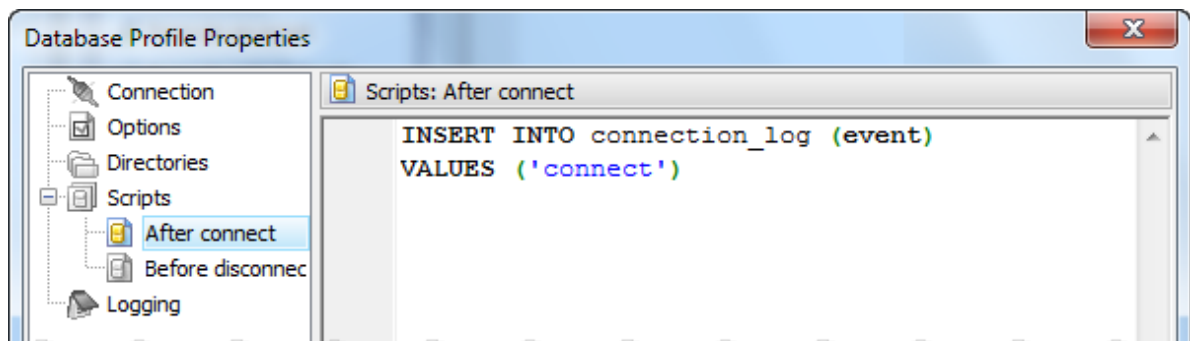 Database Profile Properties
Connection
Options
Directories
Scripts
After connect
Before disconnec
Logging
Scripts: After connect
INSERT INTO connection_log (event)
VALUES ('connect')